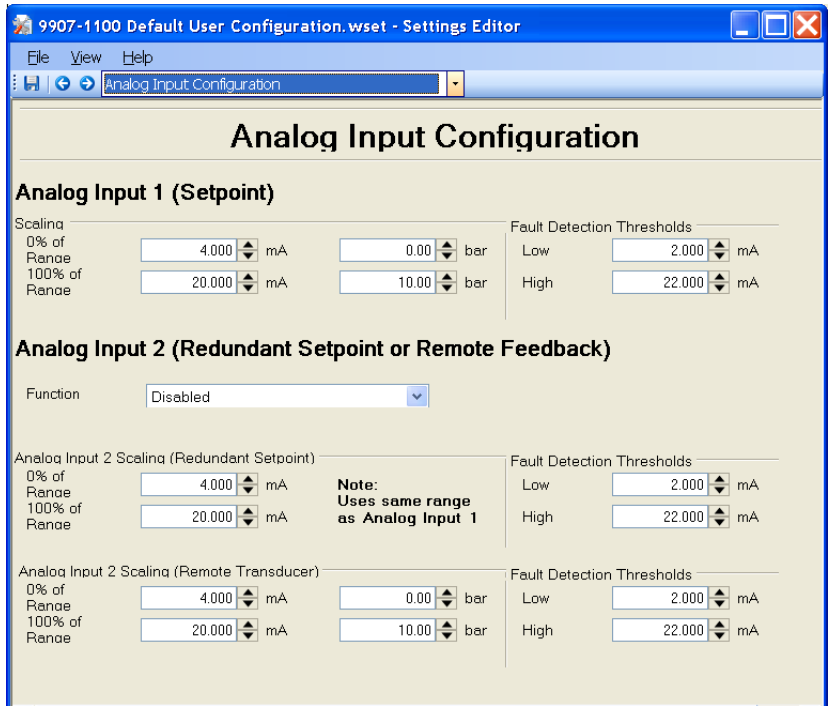 9907-1100 Default User Configuration.wset - Settings Editor
File View Help
Analog Input Configuration
Analog Input Configuration
Analog Input 1 (Setpoint)
Scaling
Fault Detection Thresholds
0% of Range 4.000 mA 0.00 bar Low 2.000 mA
100% of Range 20.000 mA 10.00 bar High 22.000 mA
Analog Input 2 (Redundant Setpoint or Remote Feedback)
Function Disabled
Analog Input 2 Scaling (Redundant Setpoint)
Fault Detection Thresholds
0% of Range 4.000 mA
100% of Range 20.000 mA
Note:
Uses same range
as Analog Input 1
Low 2.000 mA
High 22.000 mA
Analog Input 2 Scaling (Remote Transducer)
Fault Detection Thresholds
0% of Range 4.000 mA 0.00 bar Low 2.000 mA
100% of Range 20.000 mA 10.00 bar High 22.000 mA